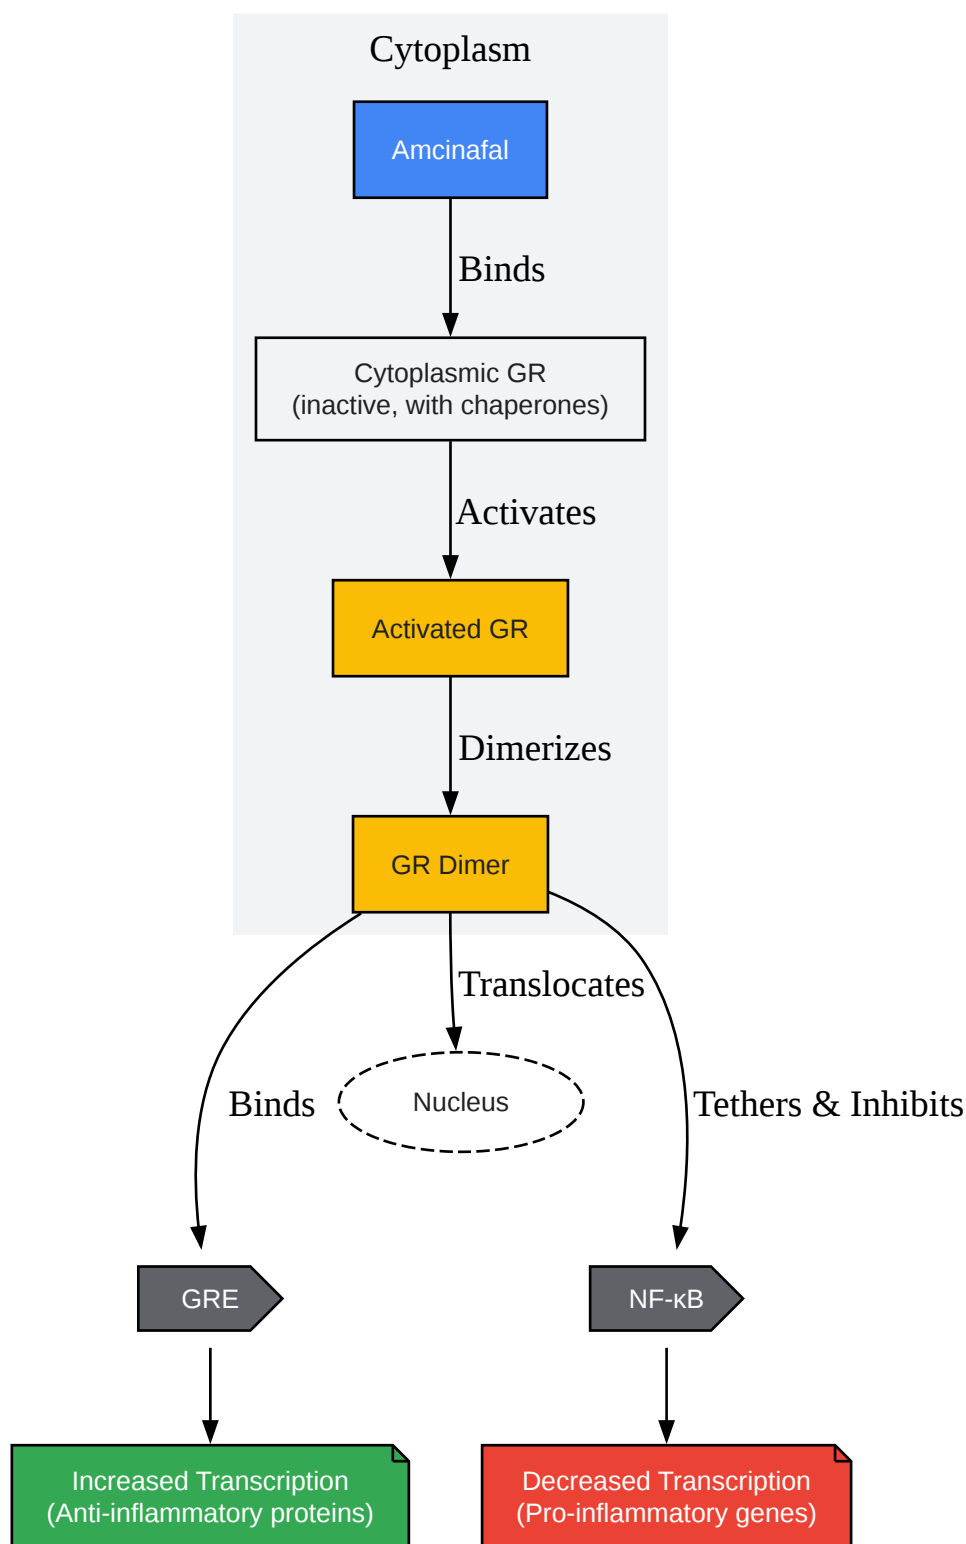 Cytoplasm
Amcinafal
Binds
Cytoplasmic GR
(inactive, with chaperones)
Activates
Activated GR
Dimerizes
GR Dimer
Translocates
Binds
Nucleus
Tethers & Inhibits
GRE
NF-κB
Increased Transcription
(Anti-inflammatory proteins)
Decreased Transcription
(Pro-inflammatory genes)